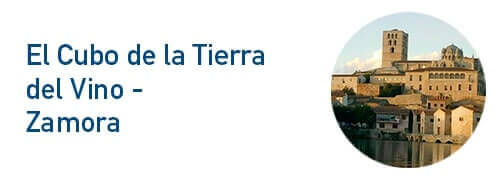 El Cubo de la Tierra
del Vino -
Zamora